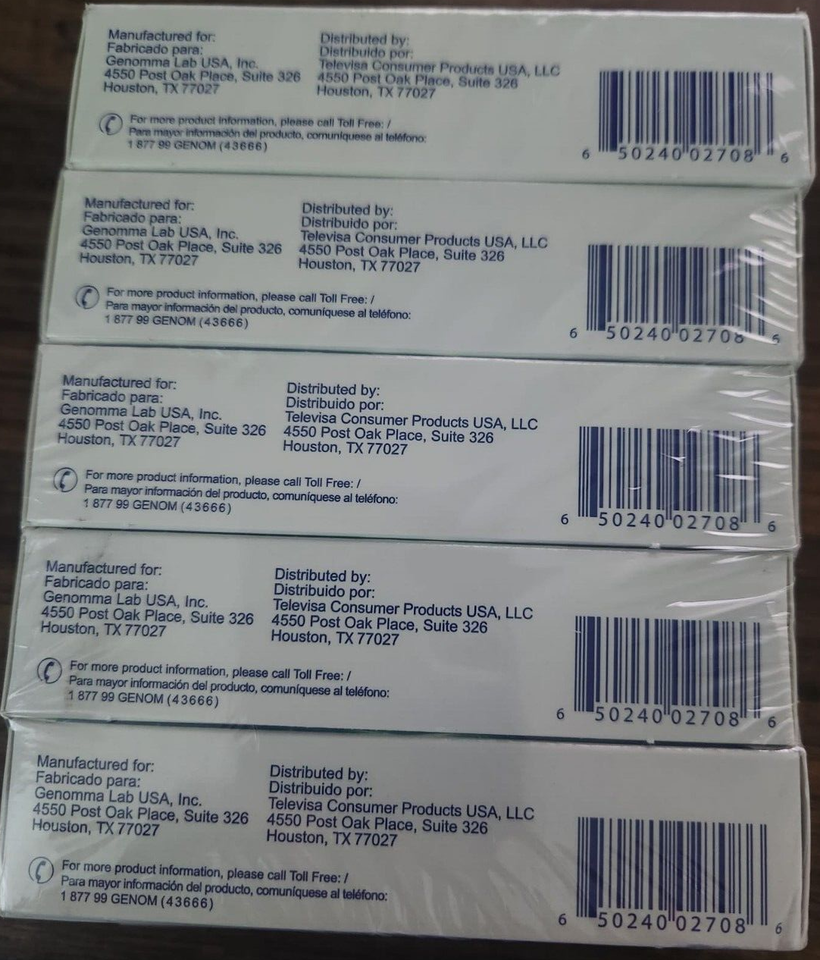 Manufactured for:
Fabricado para:
Genomma Lab USA, Inc.
4550 Post Oak Place, Suite 326
Houston, TX 77027
Distributed by:
Distribuido por:
Televisa Consumer Products USA, LLC
4550 Post Oak Place, Suite 326
Houston, TX 77027
For more product information, please call Toll Free: /
Para mayor información del producto, comuníquese al teléfono:
1 877 99 GENOM (43666)
6 50240 02708 6
Manufactured for:
Fabricado para:
Genomma Lab USA, Inc.
4550 Post Oak Place, Suite 326
Houston, TX 77027
Distributed by:
Distribuido por:
Televisa Consumer Products USA, LLC
4550 Post Oak Place, Suite 326
Houston, TX 77027
For more product information, please call Toll Free: /
Para mayor información del producto, comuníquese al teléfono:
1 877 99 GENOM (43666)
6 50240 02708 6
Manufactured for:
Fabricado para:
Genomma Lab USA, Inc.
4550 Post Oak Place, Suite 326
Houston, TX 77027
Distributed by:
Distribuido por:
Televisa Consumer Products USA, LLC
4550 Post Oak Place, Suite 326
Houston, TX 77027
For more product information, please call Toll Free: /
Para mayor información del producto, comuníquese al teléfono:
1 877 99 GENOM (43666)
6 50240 02708 6
Manufactured for:
Fabricado para:
Genomma Lab USA, Inc.
4550 Post Oak Place, Suite 326
Houston, TX 77027
Distributed by:
Distribuido por:
Televisa Consumer Products USA, LLC
4550 Post Oak Place, Suite 326
Houston, TX 77027
For more product information, please call Toll Free: /
Para mayor información del producto, comuníquese al teléfono:
1 877 99 GENOM (43666)
6 50240 02708 6
Manufactured for:
Fabricado para:
Genomma Lab USA, Inc.
4550 Post Oak Place, Suite 326
Houston, TX 77027
Distributed by:
Distribuido por:
Televisa Consumer Products USA, LLC
4550 Post Oak Place, Suite 326
Houston, TX 77027
For more product information, please call Toll Free: /
Para mayor información del producto, comuníquese al teléfono:
1 877 99 GENOM (43666)
6 50240 02708 6